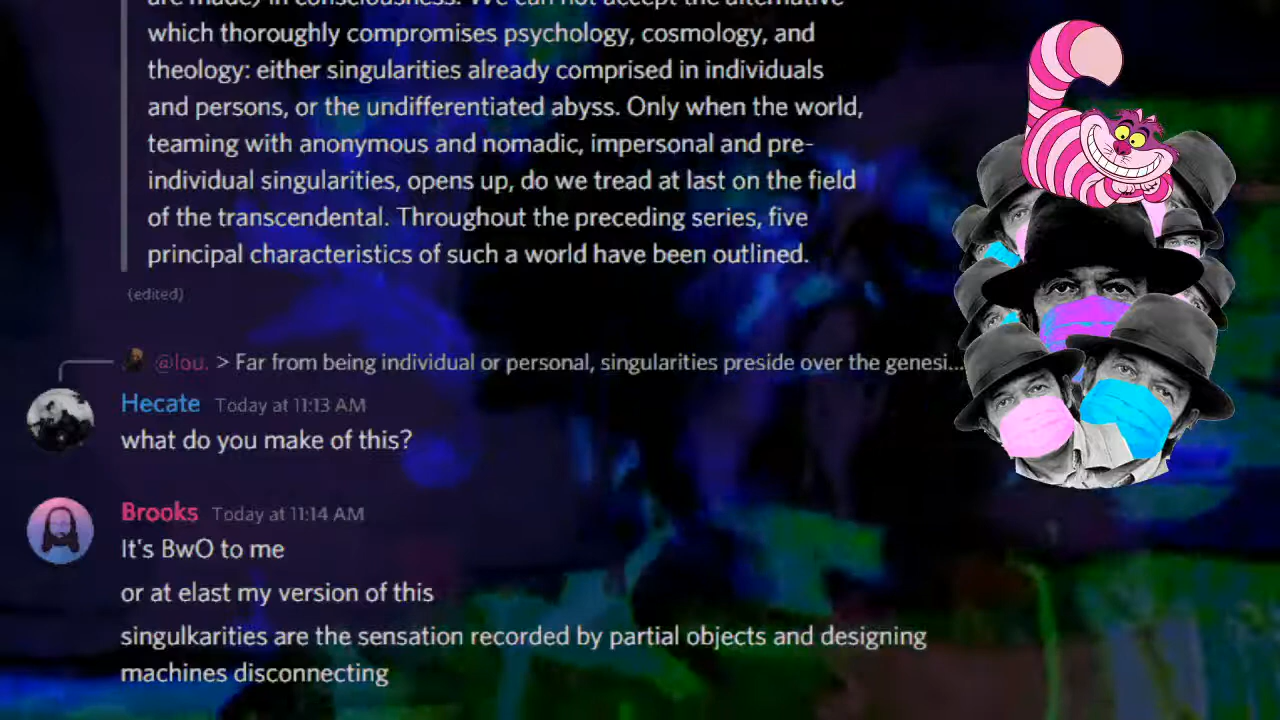 are made) in consciousness. We can not accept the alternative
which thoroughly compromises psychology, cosmology, and
theology: either singularities already comprised in individuals
and persons, or the undifferentiated abyss. Only when the world,
teaming with anonymous and nomadic, impersonal and pre-
individual singularities, opens up, do we tread at last on the field
of the transcendental. Throughout the preceding series, five
principal characteristics of such a world have been outlined.
(edited)
@lou. > Far from being individual or personal, singularities preside over the genesi...
Hecate Today at 11:13 AM
what do you make of this?
Brooks Today at 11:14 AM
It's BwO to me
or at elast my version of this
singulkarities are the sensation recorded by partial objects and designing
machines disconnecting